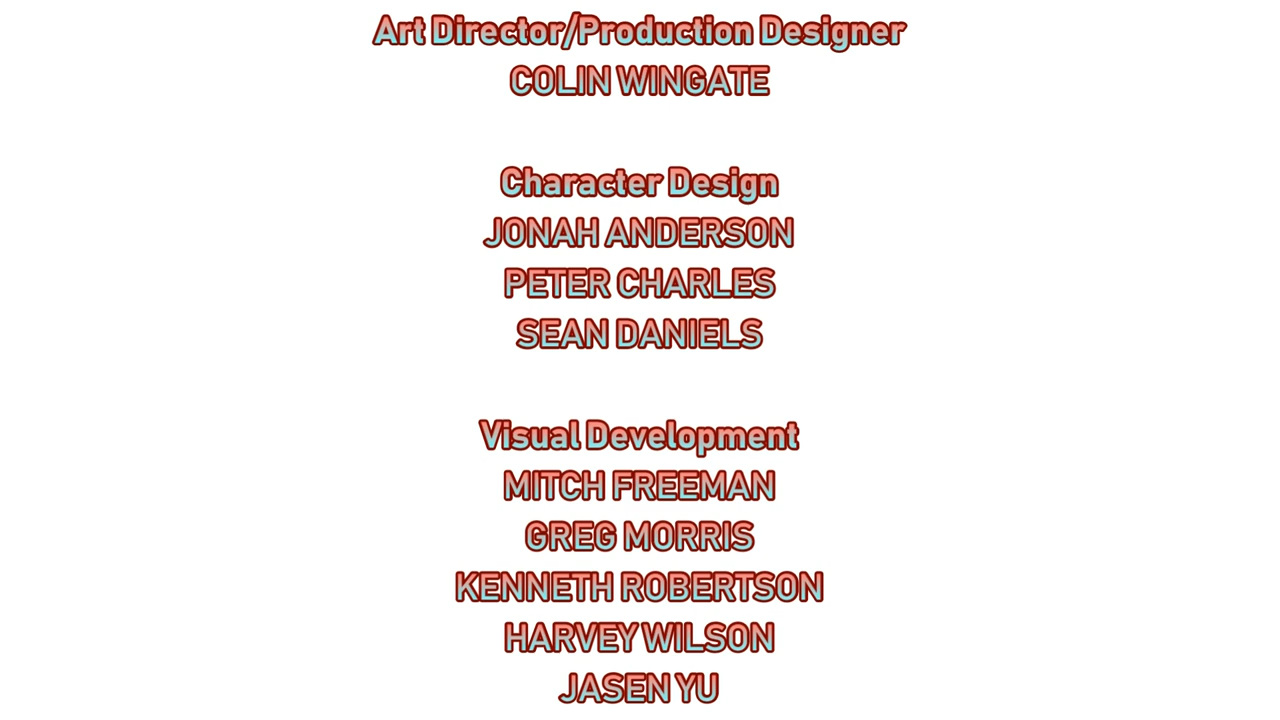 Art Director/Production Designer
COLIN WINGATE
Character Design
JONAH ANDERSON
PETER CHARLES
SEAN DANIELS
Visual Development
MITCH FREEMAN
GREG MORRIS
KENNETH ROBERTSON
HARVEY WILSON
JASEN YU